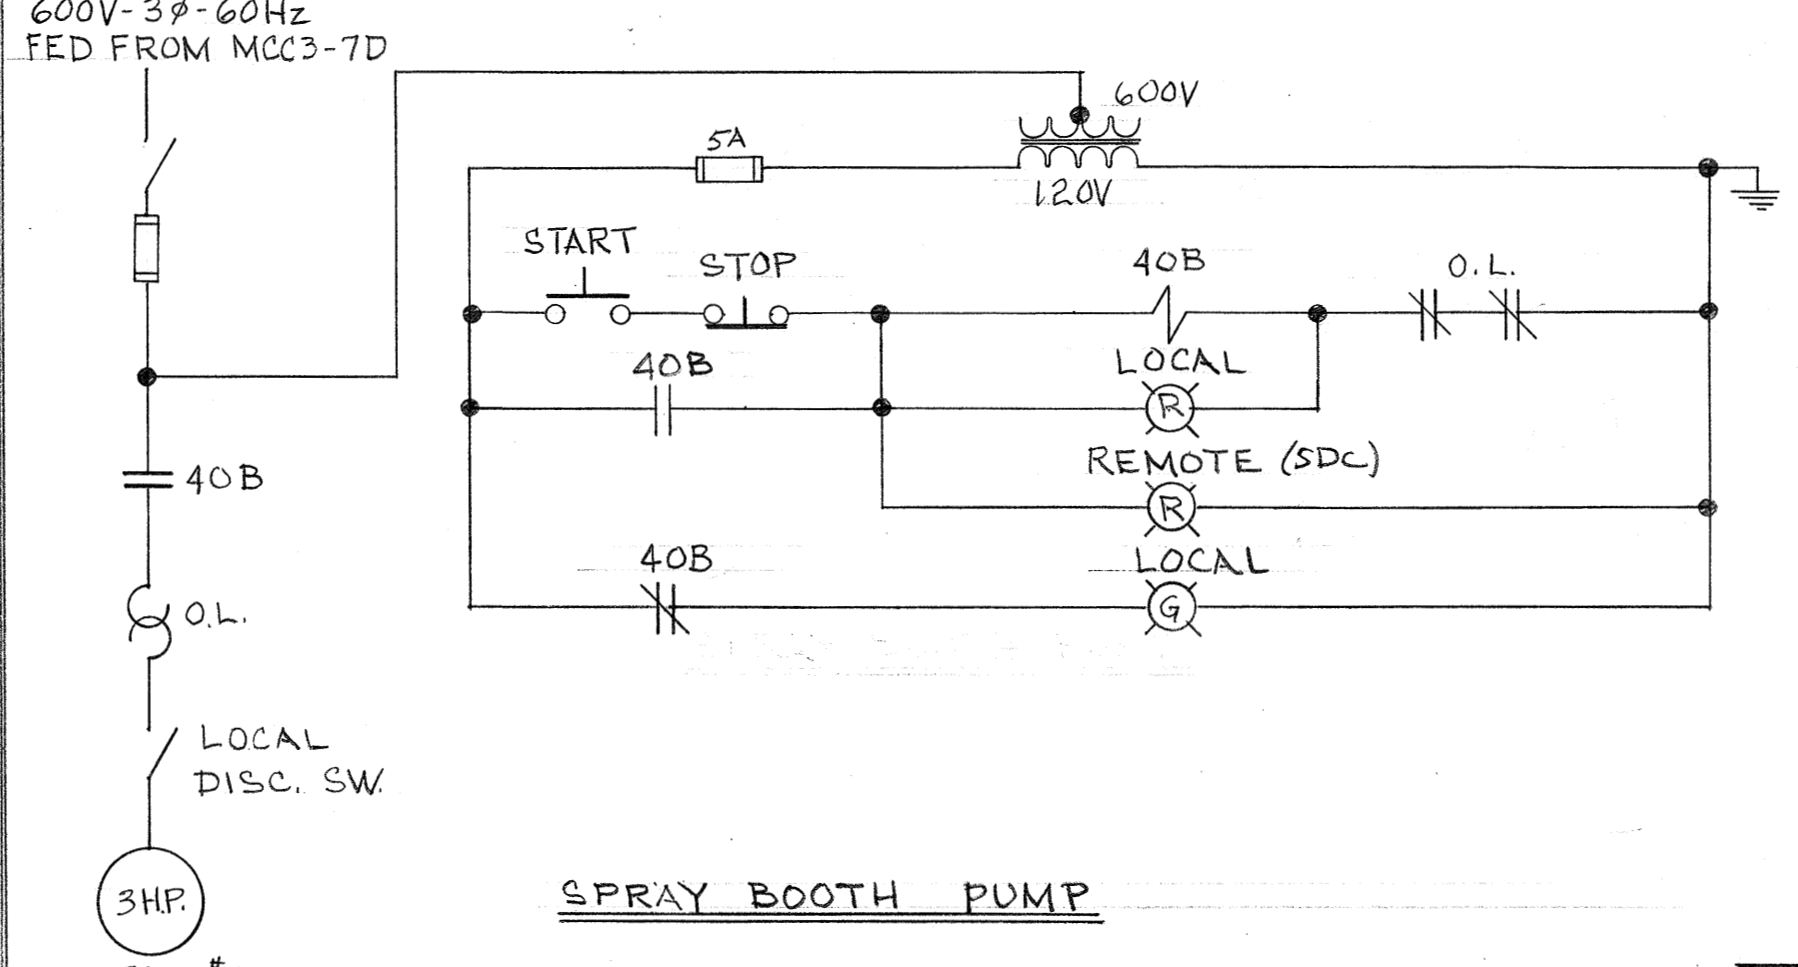 600V-3Ø-60Hz
FED FROM MCC3-7D
600V
5A
120V
START
STOP
40B
O.L.
40B
LOCAL
R
REMOTE (SDC)
R
40B
LOCAL
G
40B
O.L.
LOCAL
DISC. SW.
3 H.P.
SPRAY BOOTH PUMP
#